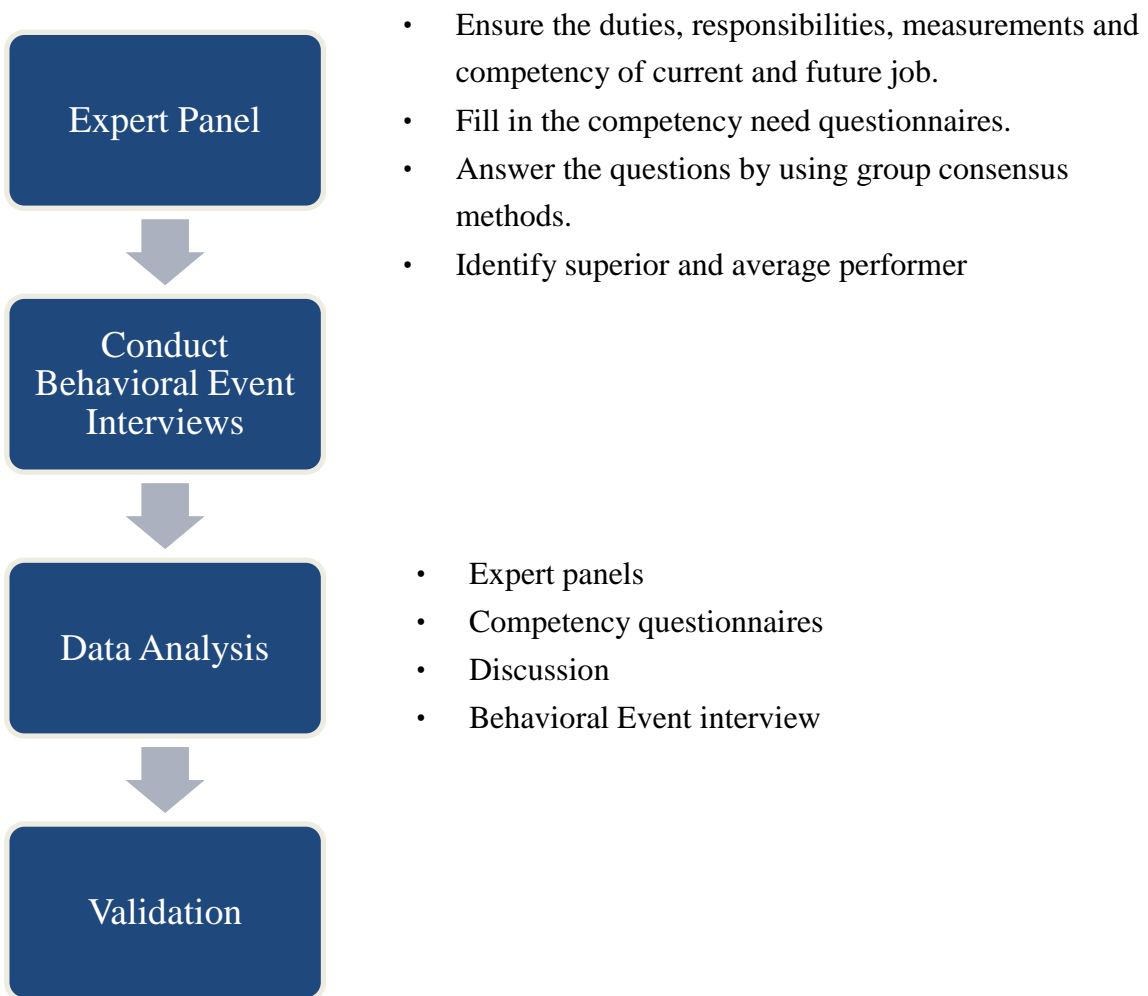 Expert Panel
• Ensure the duties, responsibilities, measurements and
competency of current and future job.
• Fill in the competency need questionnaires.
• Answer the questions by using group consensus
methods.
• Identify superior and average performer
Conduct
Behavioral Event
Interviews
Data Analysis
• Expert panels
• Competency questionnaires
• Discussion
• Behavioral Event interview
Validation